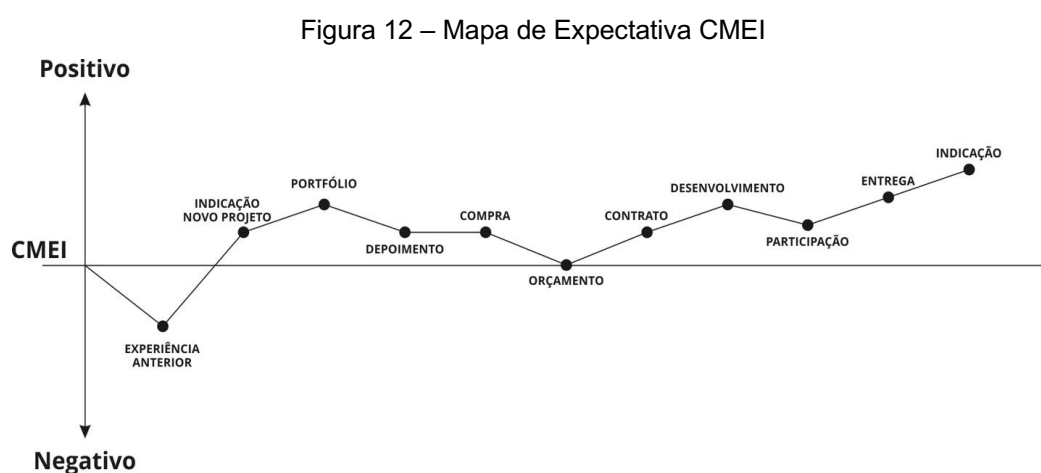 Figura 12 – Mapa de Expectativa CMEI
Positivo
INDICAÇÃO
ENTREGA
PORTFÓLIO
DESENVOLVIMENTO
INDICAÇÃO
NOVO PROJETO
COMPRA
CONTRATO
DEPOIMENTO
PARTICIPAÇÃO
CMEI
ORÇAMENTO
EXPERIÊNCIA
ANTERIOR
Negativo